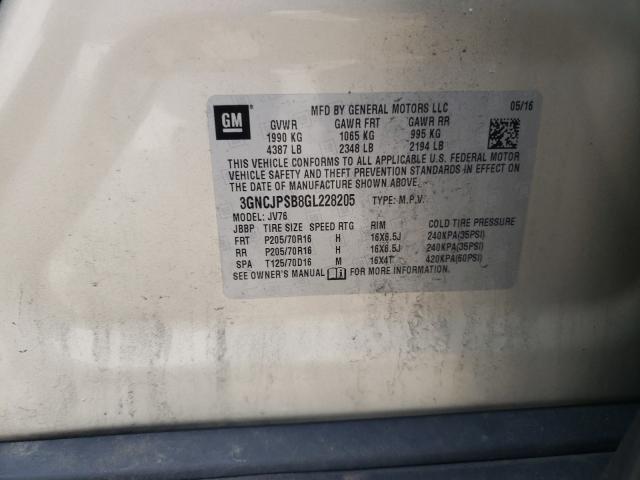 GM
MFD BY GENERAL MOTORS LLC 05/16
GVWR GAWR FRT GAWR RR
1990 KG 1065 KG 995 KG
4387 LB 2348 LB 2194 LB
THIS VEHICLE CONFORMS TO ALL APPLICABLE U.S. FEDERAL MOTOR
VEHICLE SAFETY AND THEFT PREVENTION STANDARDS IN EFFECT
ON THE DATE OF MANUFACTURE SHOWN ABOVE.
3GNCJPSB8GL228205 TYPE: M.P.V.
MODEL: JV76
JBBP TIRE SIZE SPEED RTG RIM COLD TIRE PRESSURE
FRT P205/70R16 H 16X6.5J 240KPA(35PSI)
RR P205/70R16 H 16X6.5J 240KPA(35PSI)
SPA T125/70D16 M 16X4T 420KPA(60PSI)
SEE OWNER'S MANUAL FOR MORE INFORMATION.